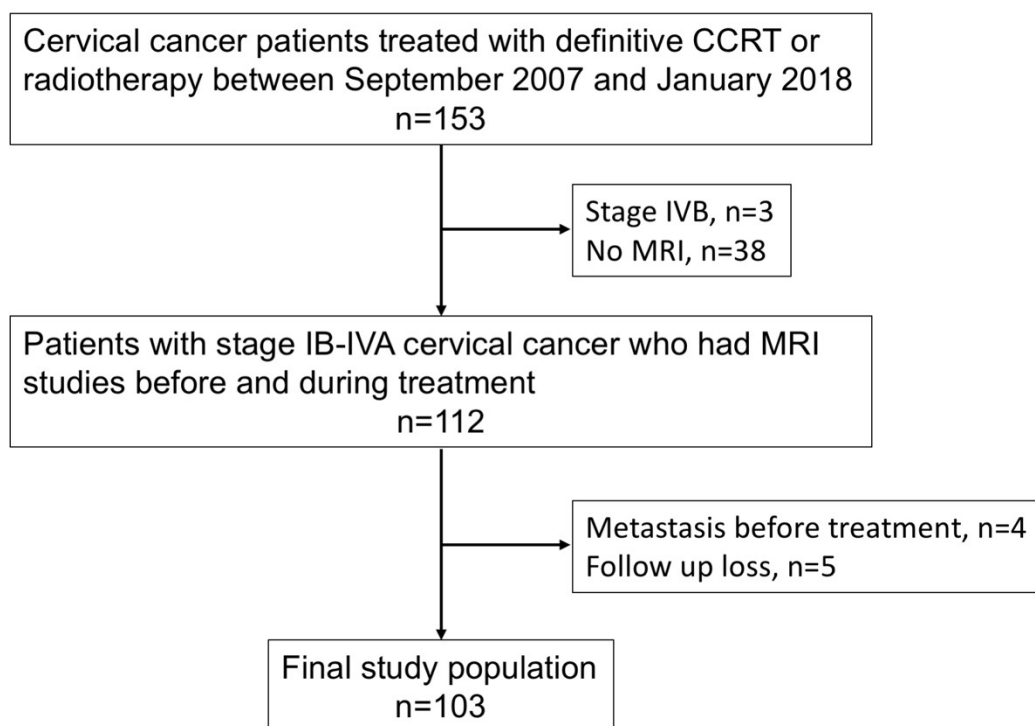 Cervical cancer patients treated with definitive CCRT or
radiotherapy between September 2007 and January 2018
n=153
Stage IVB, n=3
No MRI, n=38
Patients with stage IB-IVA cervical cancer who had MRI
studies before and during treatment
n=112
Metastasis before treatment, n=4
Follow up loss, n=5
Final study population
n=103